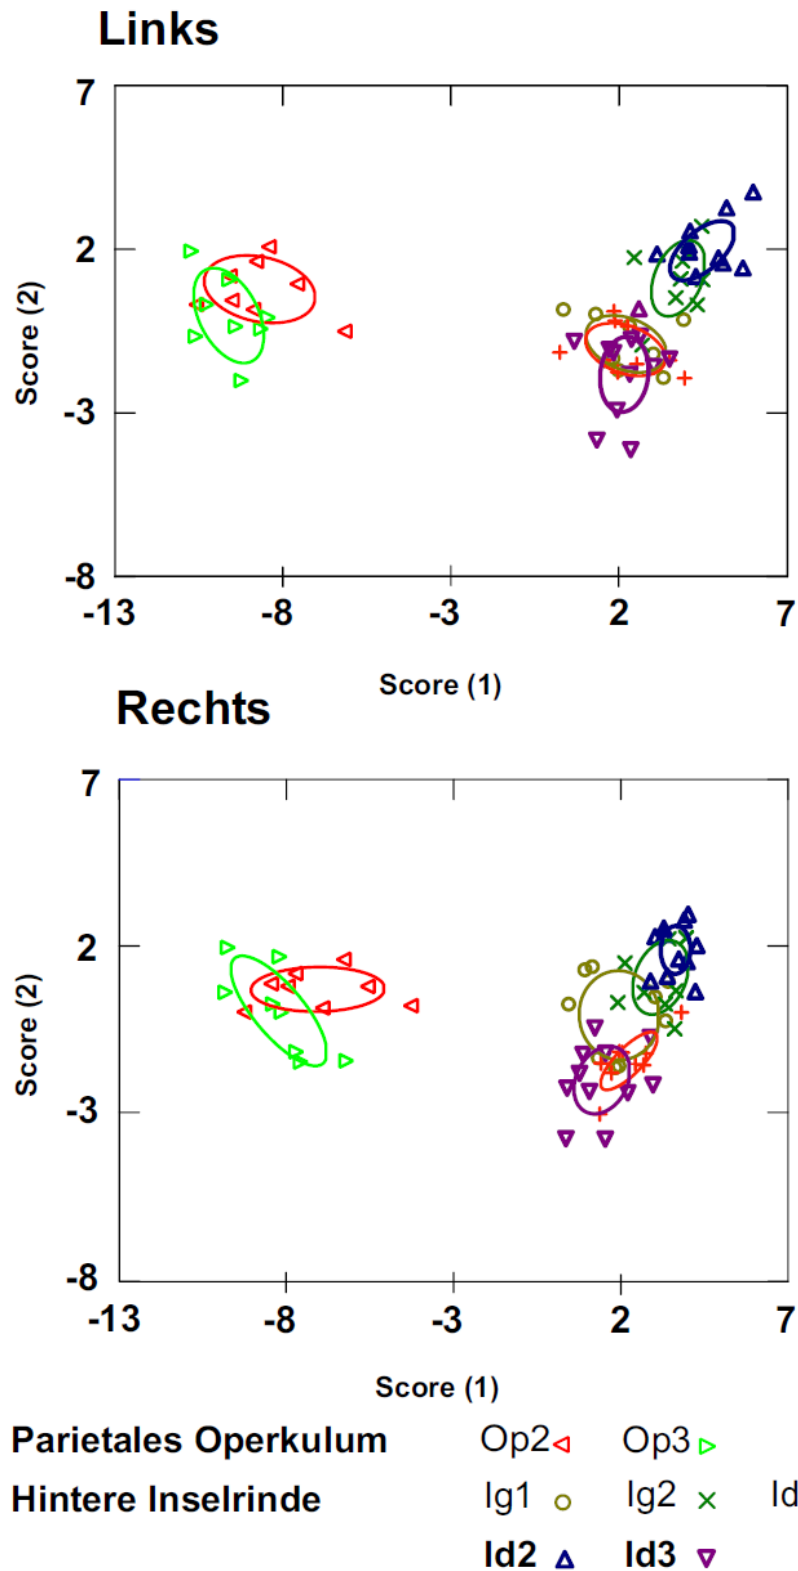 Links
7
2
-3
-8
-13 -8 -3 2 7
Score (2)
Score (1)
Rechts
7
2
-3
-8
-13 -8 -3 2 7
Score (2)
Score (1)
Parietales Operkulum Op2 Op3
Hintere Inselrinde Ig1 Ig2 Id
Id2 Id3